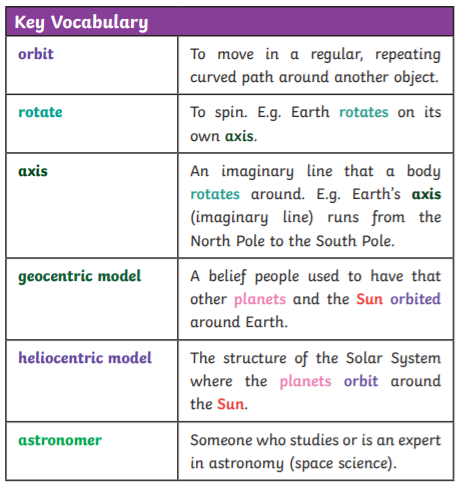 Key Vocabulary
orbit
To move in a regular, repeating
curved path around another object.
rotate
To spin. E.g. Earth rotates on its
own axis.
axis
An imaginary line that a body
rotates around. E.g. Earth's axis
(imaginary line) runs from the
North Pole to the South Pole.
geocentric model
A belief people used to have that
other planets and the Sun orbited
around Earth.
heliocentric model
The structure of the Solar System
where the planets orbit around
the Sun.
astronomer
Someone who studies or is an expert
in astronomy (space science).